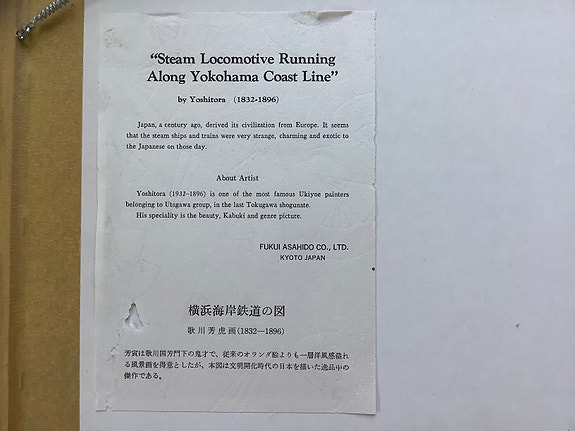 “Steam Locomotive Running
Along Yokohama Coast Line”
by Yoshitora (1832-1896)
Japan, a century ago, derived its civilization from Europe. It seems
that the steam ships and trains were very strange, charming and exotic to
the Japanese on those day.
About Artist
Yoshitora (1932–1896) is one of the most famous Ukiyoe painters
belonging to Utagawa group, in the last Tokugawa shogunate.
His speciality is the beauty, Kabuki and genre picture.
FUKUI ASAHIDO CO., LTD.
KYOTO JAPAN
横浜海岸鉄道の図
歌川芳虎画(1832—1896)
芳寅は歌川国芳門下の鬼才で、従来のオランダ絵よりも一層洋風感溢れ
る風景画を得意としたが、本図は文明開化時代の日本を描いた逸品中の
傑作である。